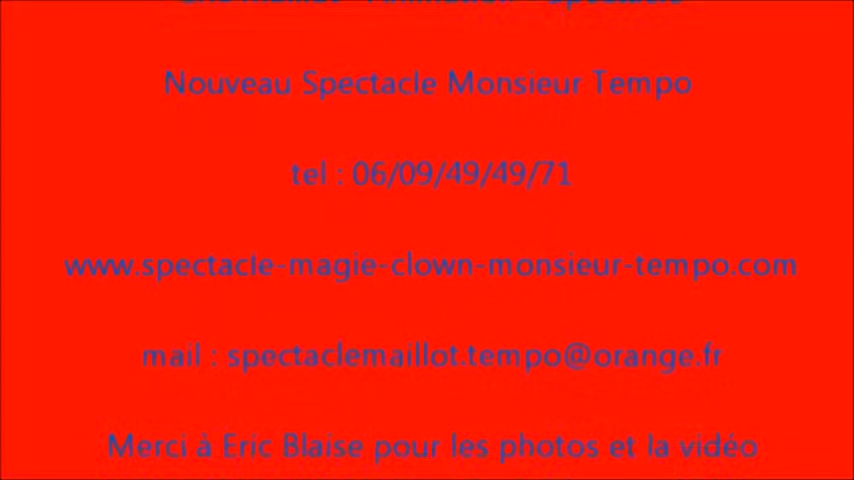 Nouveau Spectacle Monsieur Tempo
tel : 06/09/49/49/71
www.spectacle-magie-clown-monsieur-tempo.com
mail : spectaclemaillot.tempo@orange.fr
Merci à Eric Blaise pour les photos et la vidéo